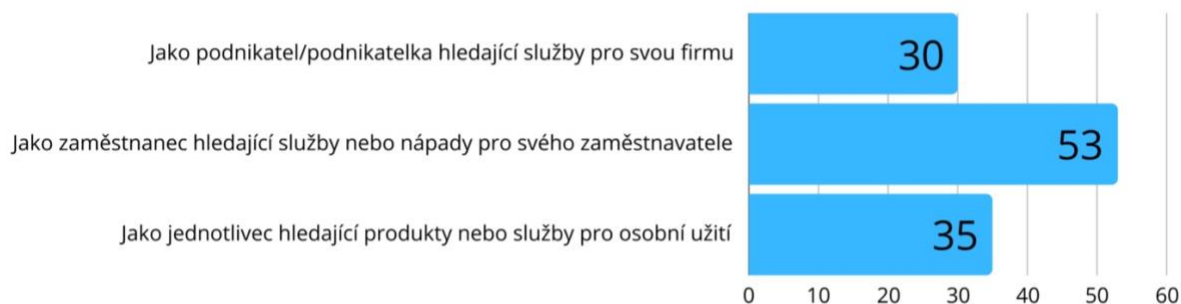 Jako podnikatel/podnikatelka hledající služby pro svou firmu
30
Jako zaměstnanec hledající služby nebo nápady pro svého zaměstnavatele
53
Jako jednotlivec hledající produkty nebo služby pro osobní užití
35
0 10 20 30 40 50 60